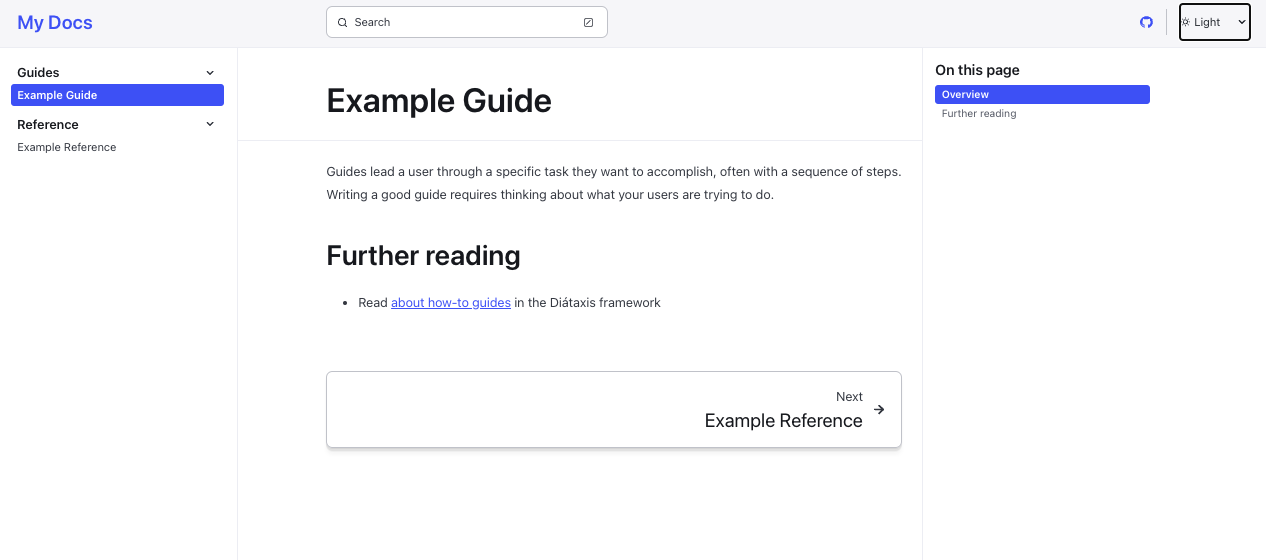 My Docs
Search
Light
Guides
Example Guide
Reference
Example Reference
Example Guide
Guides lead a user through a specific task they want to accomplish, often with a sequence of steps.
Writing a good guide requires thinking about what your users are trying to do.
Further reading
• Read about how-to guides in the Diátaxis framework
Next
Example Reference
On this page
Overview
Further reading